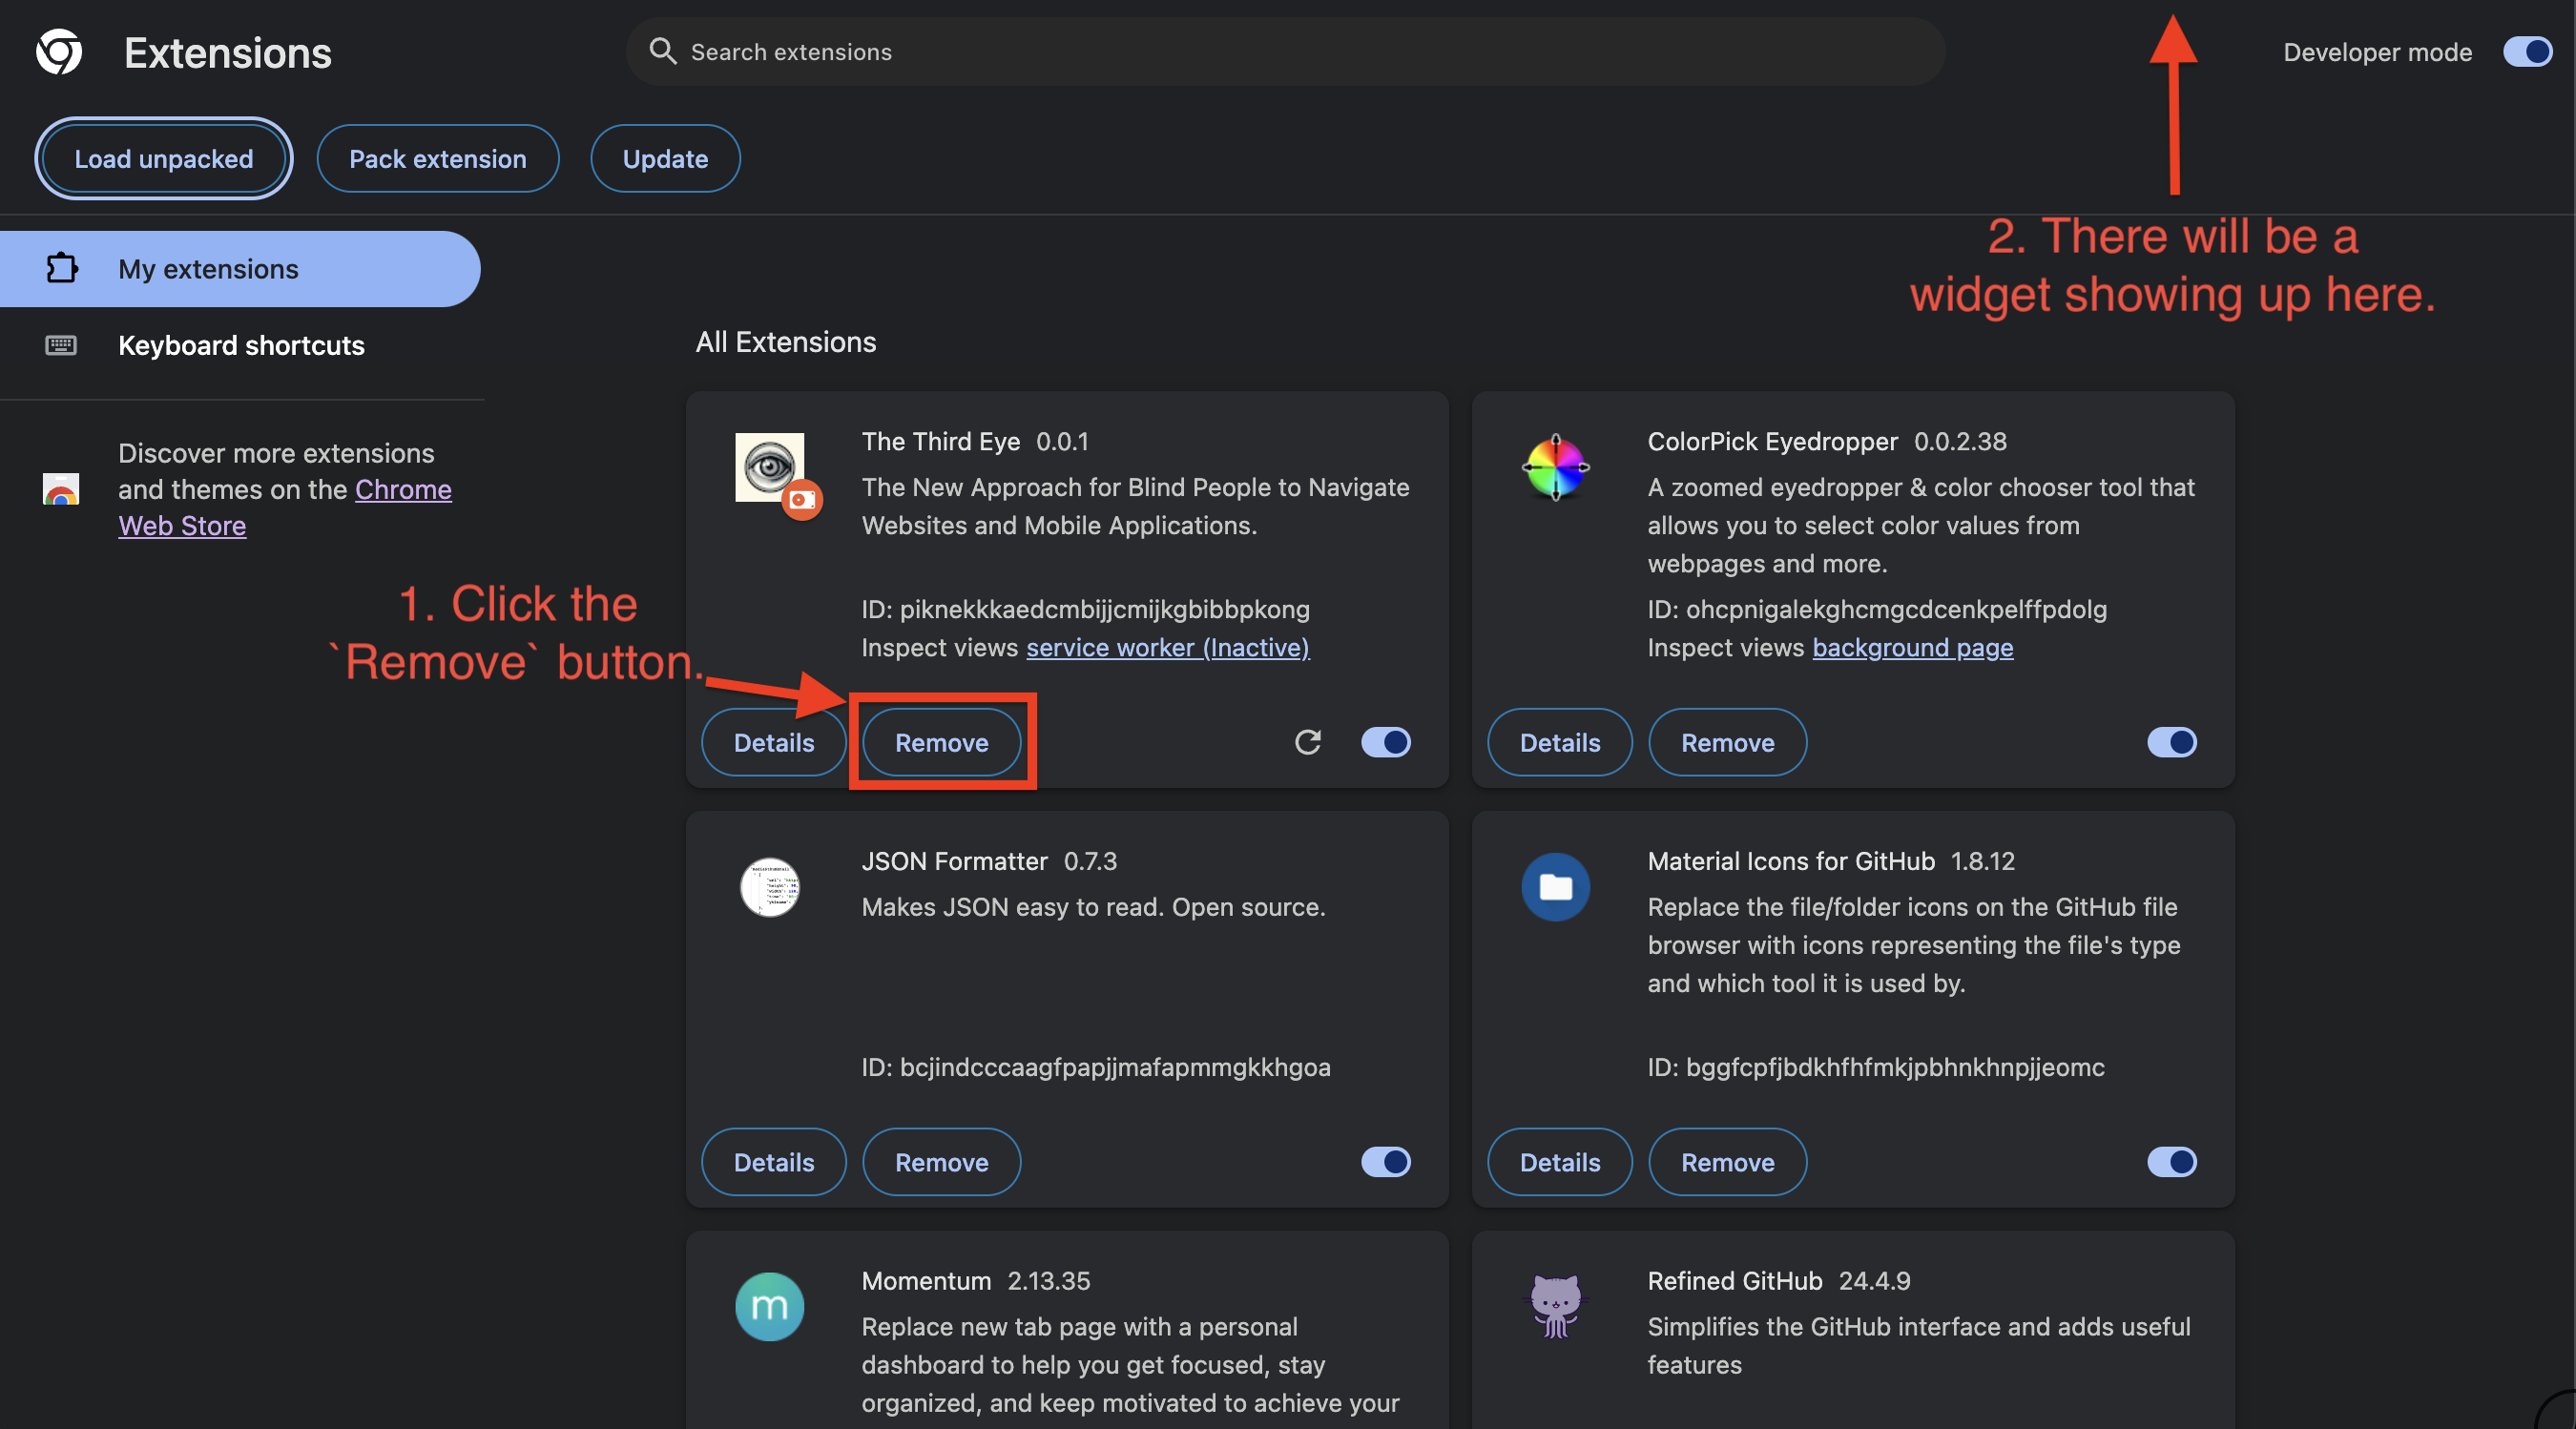 Extensions
Search extensions
Developer mode
Load unpacked
Pack extension
Update
2. There will be a
widget showing up here.
My extensions
Keyboard shortcuts
Discover more extensions
and themes on the Chrome
Web Store
All Extensions
1. Click the
`Remove` button.
The Third Eye 0.0.1
The New Approach for Blind People to Navigate
Websites and Mobile Applications.
ID: piknekkkaedcmbijjcmijkgbibbpkong
Inspect views service worker (Inactive)
Details
Remove
ColorPick Eyedropper 0.0.2.38
A zoomed eyedropper & color chooser tool that
allows you to select color values from
webpages and more.
ID: ohcpnigalekghcmgcdcenkpelffpdolg
Inspect views background page
Details
Remove
JSON Formatter 0.7.3
Makes JSON easy to read. Open source.
ID: bcjindcccaagfpapjjmafapmmgkkhgoa
Details
Remove
Material Icons for GitHub 1.8.12
Replace the file/folder icons on the GitHub file
browser with icons representing the file's type
and which tool it is used by.
ID: bggfcpfjbdkhfhfmkjpbhnkhnpjjeomc
Details
Remove
m
Momentum 2.13.35
Replace new tab page with a personal
dashboard to help you get focused, stay
organized, and keep motivated to achieve your
Refined GitHub 24.4.9
Simplifies the GitHub interface and adds useful
features